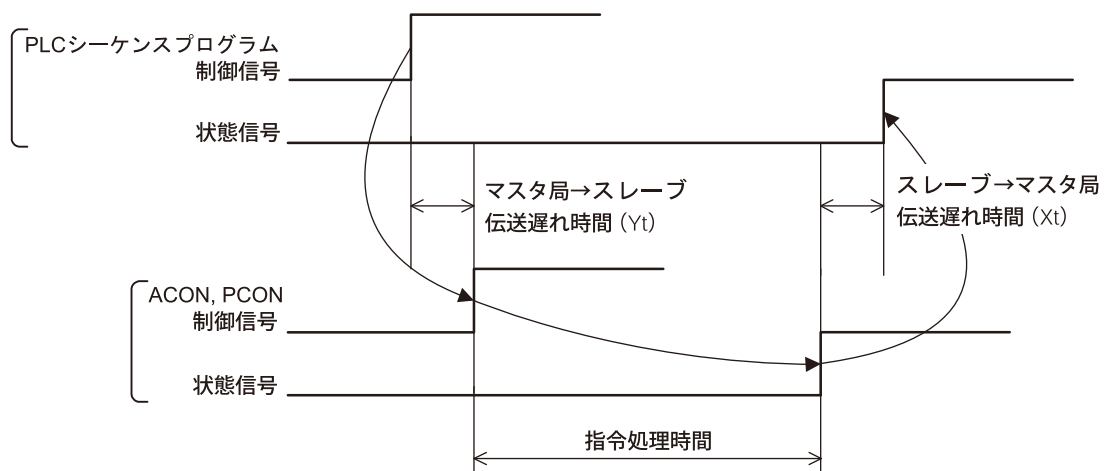 PLCシーケンスプログラム
制御信号
状態信号
マスタ局→スレーブ
伝送遅れ時間（Yt）
スレーブ→マスタ局
伝送遅れ時間（Xt）
ACON, PCON
制御信号
状態信号
指令処理時間